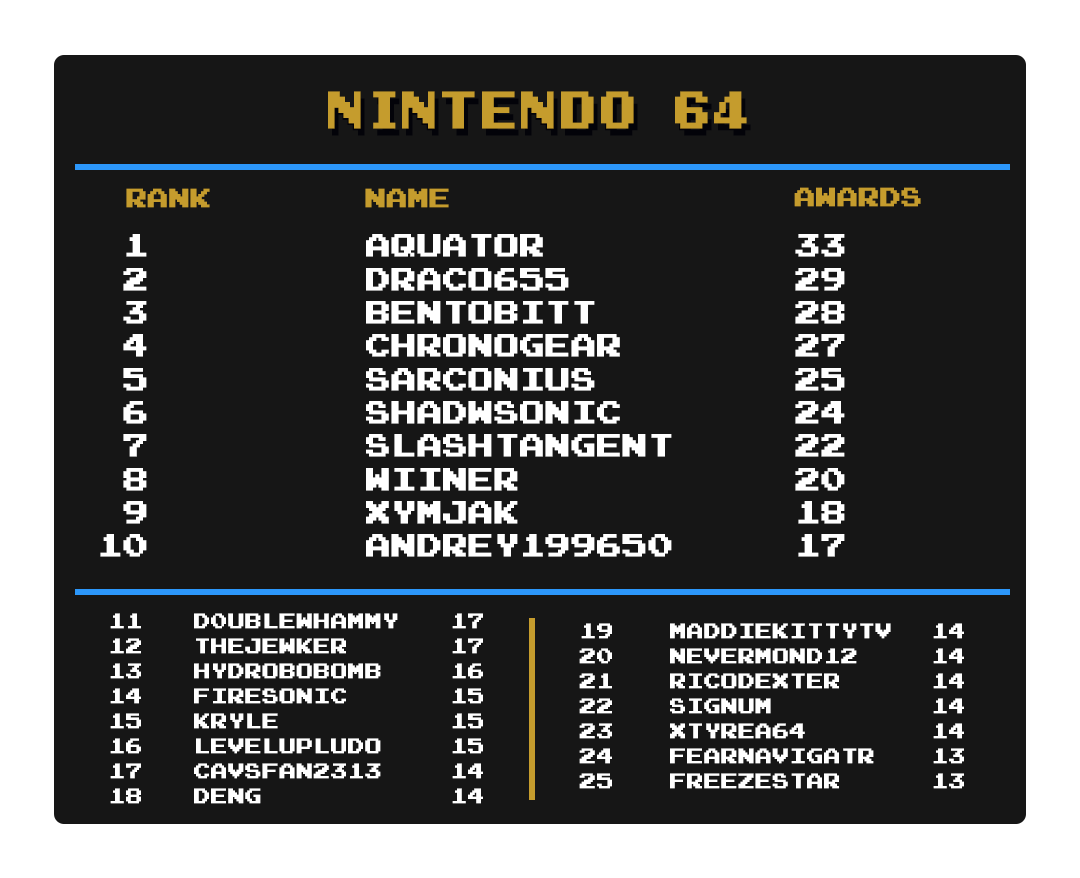 NINTENDO 64
RANK NAME AWARDS
1 AQUATOR 33
2 DRACO655 29
3 BENTOBITT 28
4 CHRONOGEAR 27
5 SARCONIUS 25
6 SHADWSONIC 24
7 SLASHTANGENT 22
8 WIINER 20
9 XYMJAK 18
10 ANDREY199650 17
11 DOUBLEWHAMMY 17
12 THEJEWKER 17
13 HYDROBOBOMB 16
14 FIRESONIC 15
15 KRYLE 15
16 LEVELUPLUDO 15
17 CAVSFAN2313 14
18 DENG 14
19 MADDIEKITTYTV 14
20 NEVERMOND12 14
21 RICODEXTER 14
22 SIGNUM 14
23 XTYREA64 14
24 FEARNAVIGATR 13
25 FREEZESTAR 13